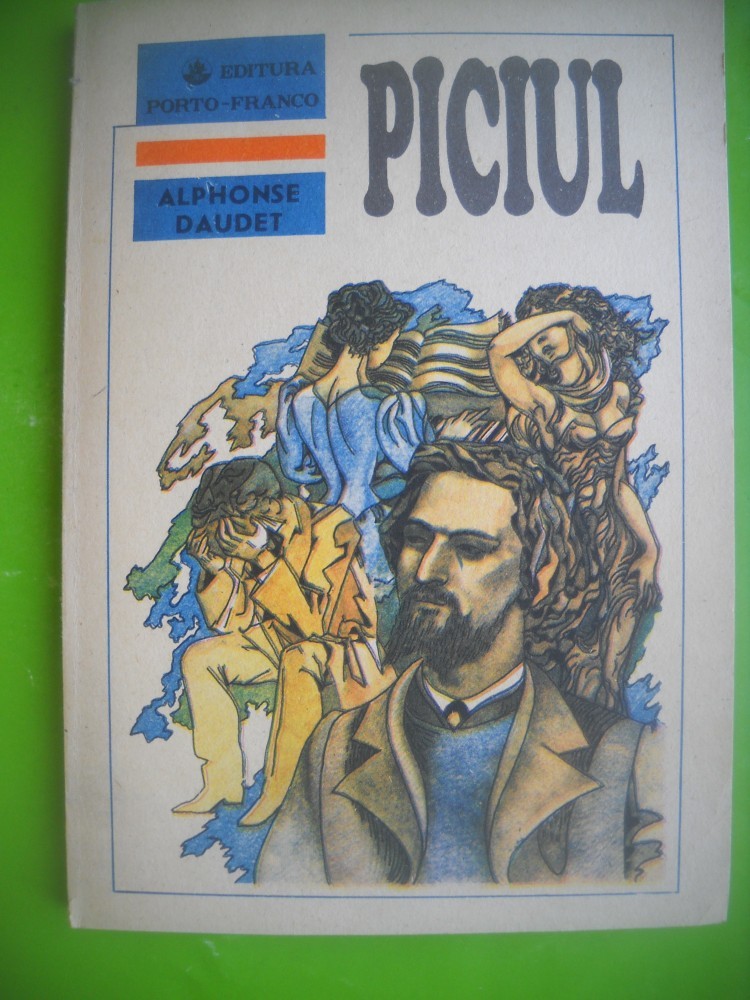 EDITURA
PORTO-FRANCO
ALPHONSE
DAUDET
PICIUL